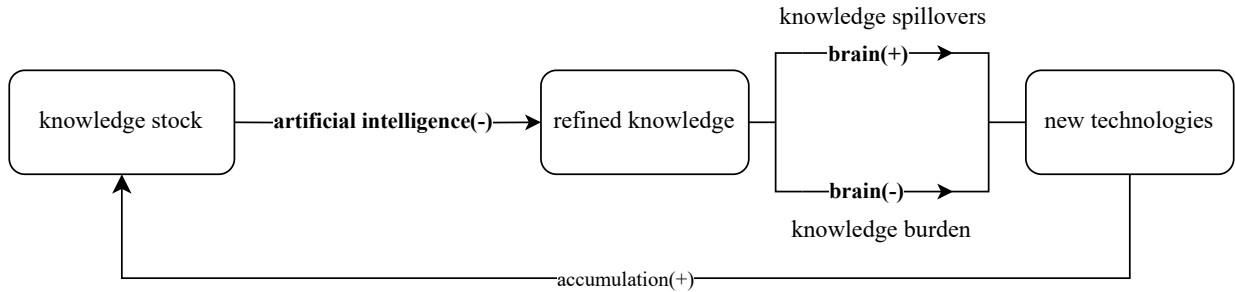 knowledge spillovers
brain(+)
knowledge stock
artificial intelligence(-)
refined knowledge
new technologies
brain(-)
knowledge burden
accumulation(+)